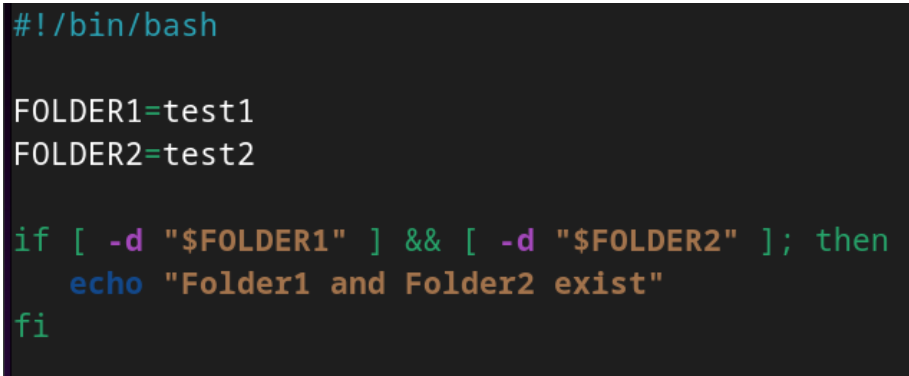 #!/bin/bash
FOLDER1=test1
FOLDER2=test2
if [ -d "$FOLDER1" ] && [ -d "$FOLDER2" ]; then
echo "Folder1 and Folder2 exist"
fi